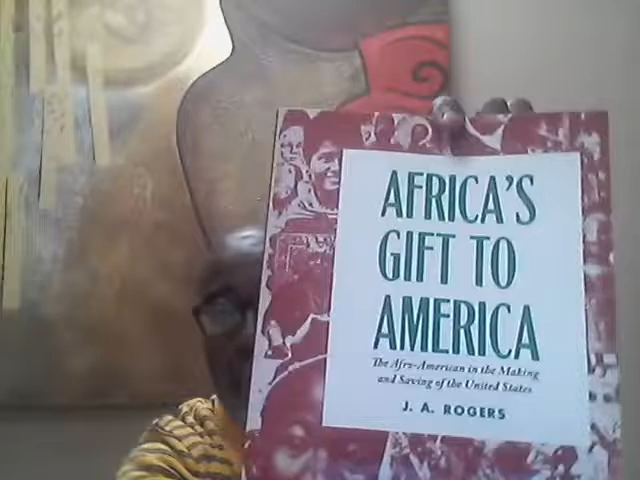 AFRICA'S
GIFT TO
AMERICA
The Afro-American in the Making
and Saving of the United States
J. A. ROGERS